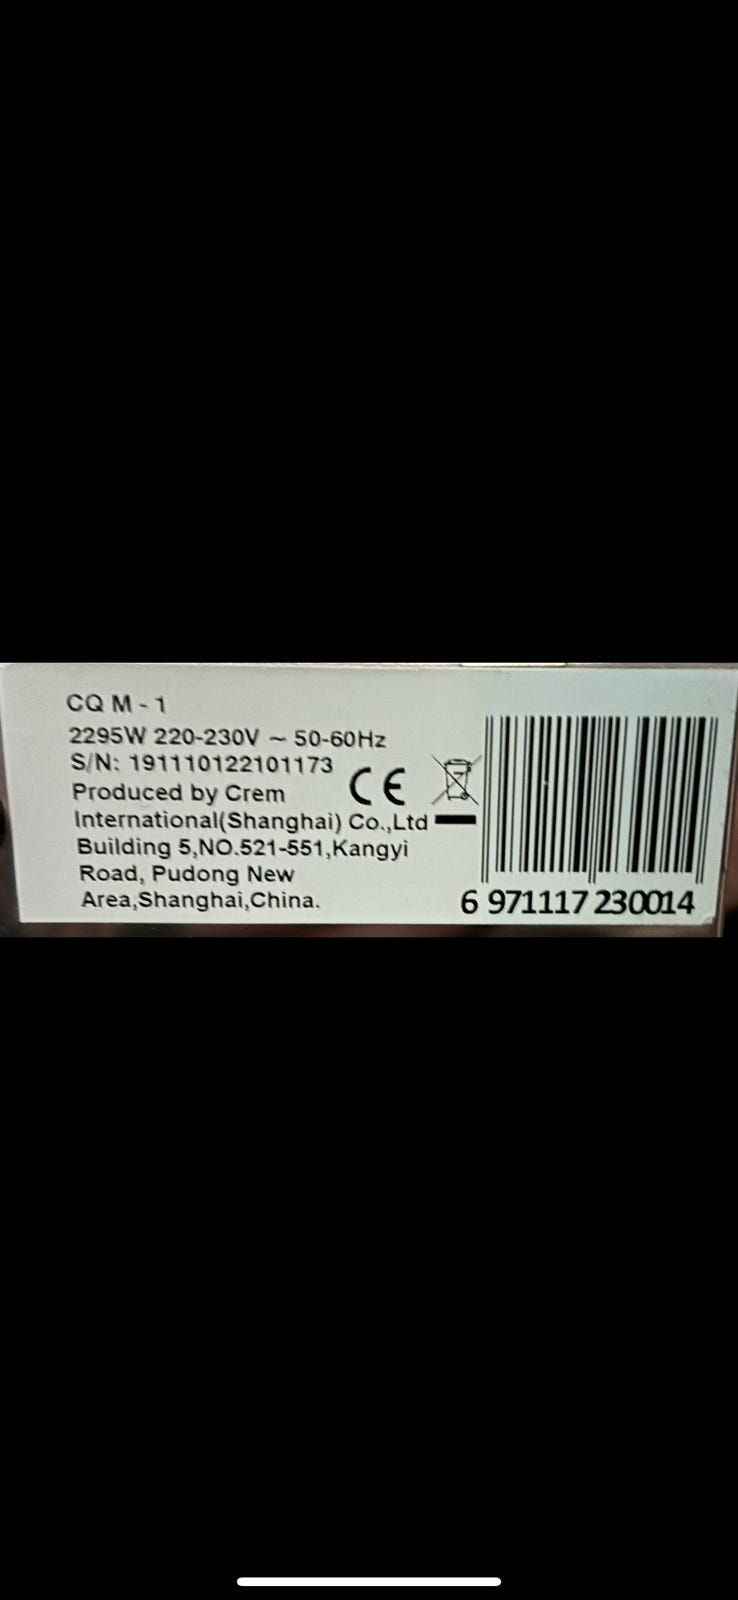 CQ M - 1
2295W 220-230V ~ 50-60Hz
S/N: 191110122101173
Produced by Crem
CE
International(Shanghai) Co.,Ltd
Building 5,NO.521-551,Kangyi
Road, Pudong New
Area,Shanghai,China.
6 971117 230014